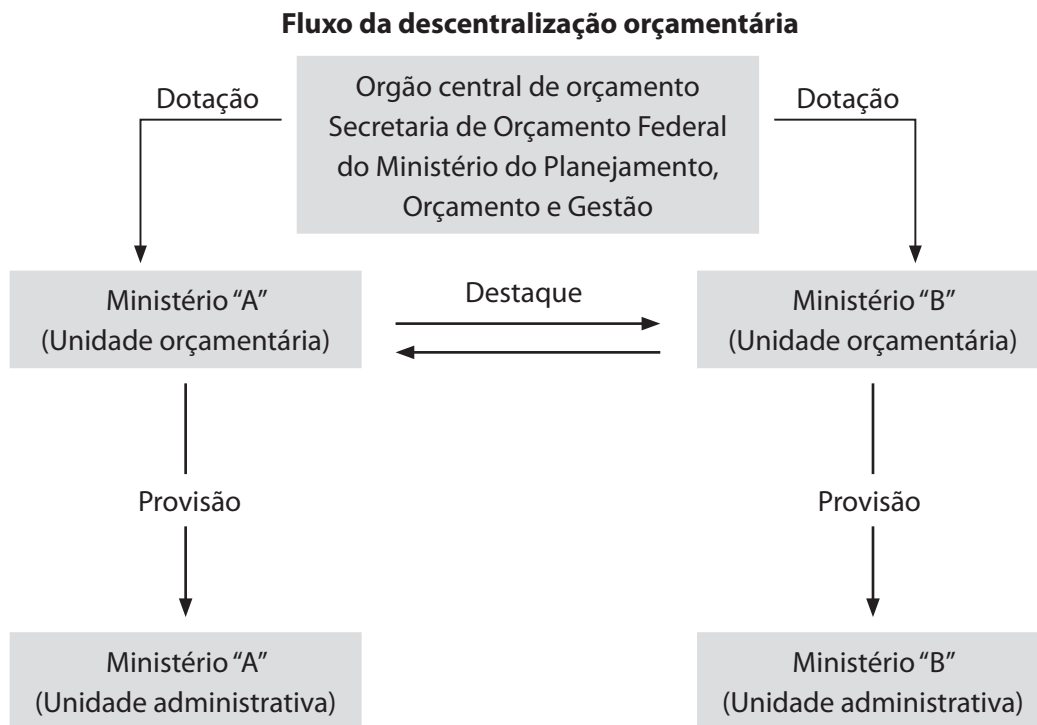 Fluxo da descentralização orçamentária
Dotação
Orgão central de orçamento
Secretaria de Orçamento Federal
do Ministério do Planejamento,
Orçamento e Gestão
Dotação
Ministério “A”
(Unidade orçamentária)
Destaque
Ministério “B”
(Unidade orçamentária)
Provisão
Provisão
Ministério “A”
(Unidade administrativa)
Ministério “B”
(Unidade administrativa)